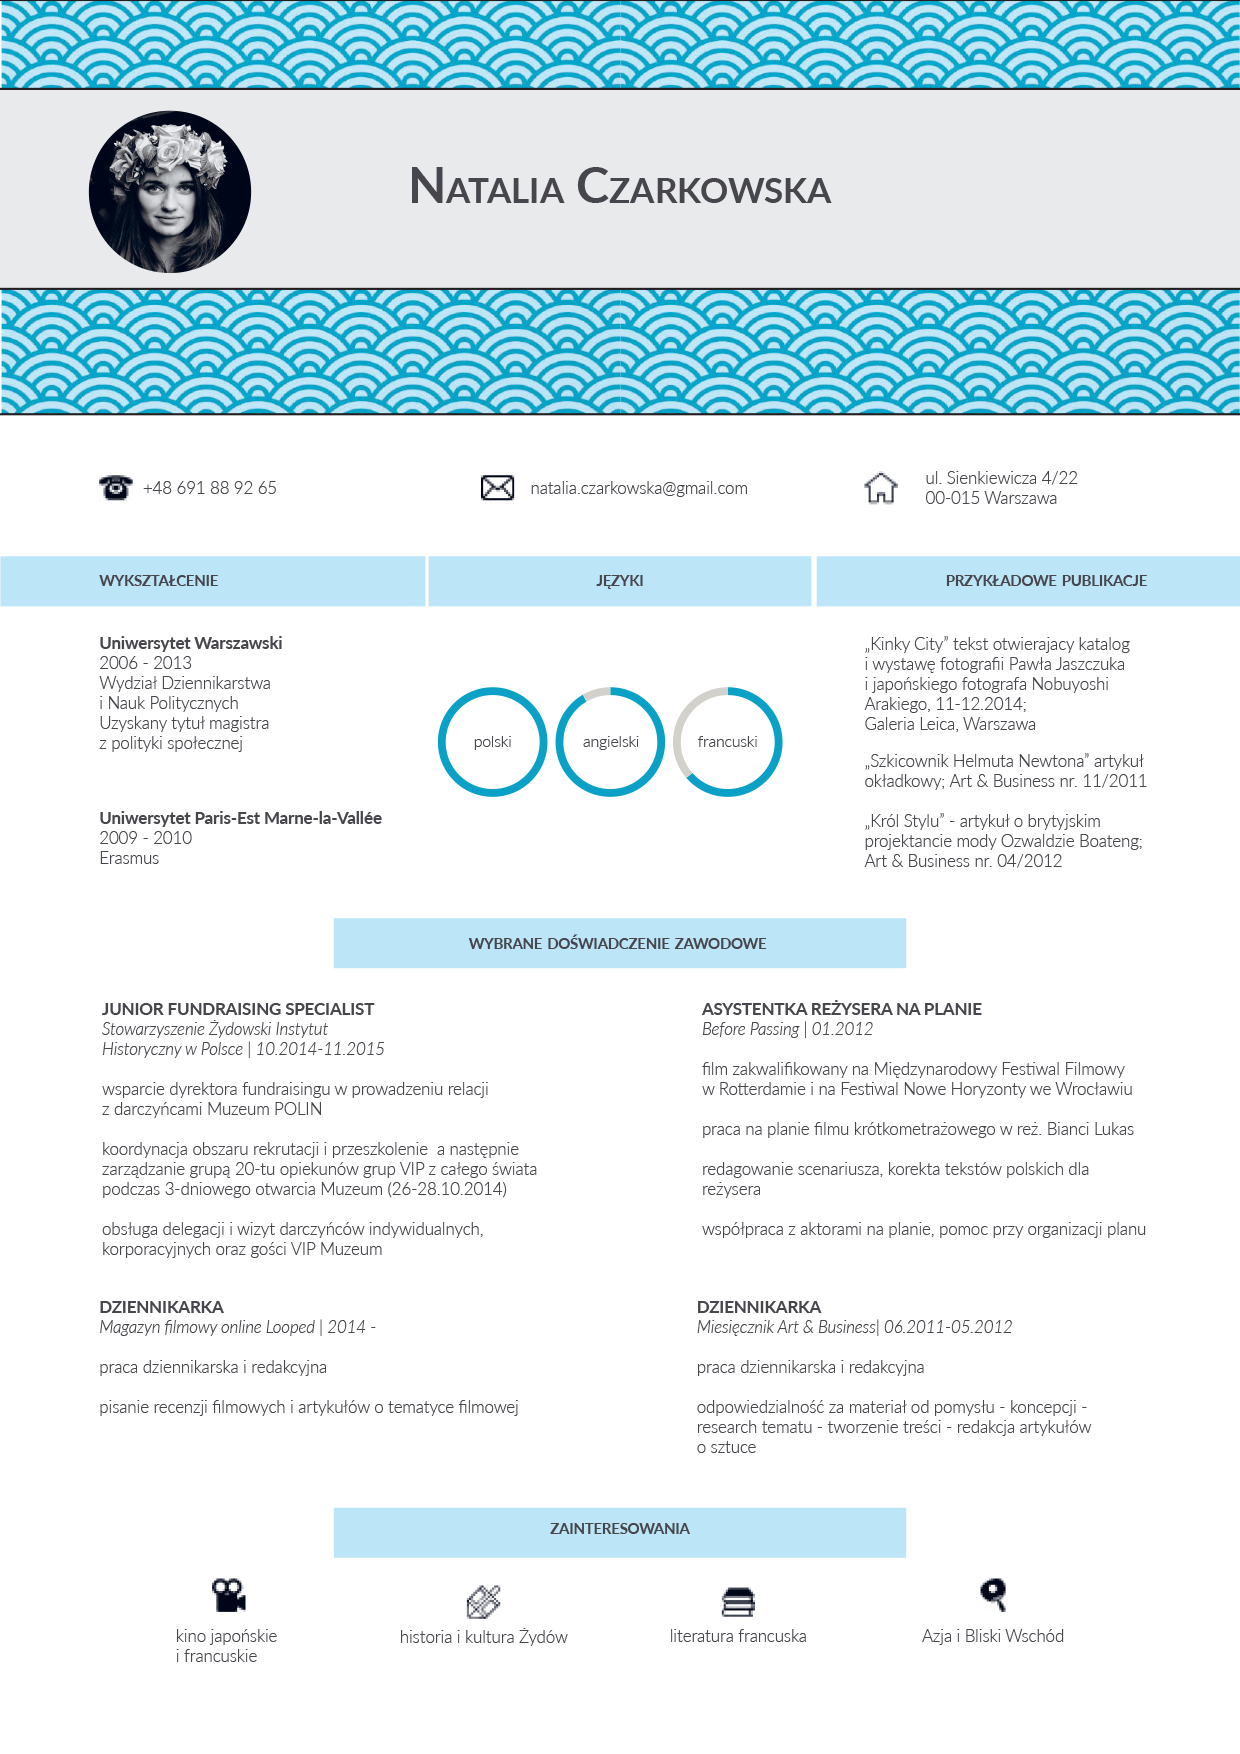 Natalia Czarkowska
+48 691 88 92 65
natalia.czarkowska@gmail.com
ul. Sienkiewicza 4/22
00-015 Warszawa
WYKSZTAŁCENIE
Uniwersytet Warszawski
2006 - 2013
Wydział Dziennikarstwa
i Nauk Politycznych
Uzyskany tytuł magistra
z polityki społecznej
Uniwersytet Paris-Est Marne-la-Vallée
2009 - 2010
Erasmus
JĘZYKI
polski
angielski
francuski
PRZYKŁADOWE PUBLIKACJE
„Kinky City” tekst otwierajacy katalog
i wystawę fotografii Pawła Jaszczuka
i japońskiego fotografa Nobuyoshi
Arakiego, 11-12.2014;
Galeria Leica, Warszawa
„Szkicownik Helmuta Newtona” artykuł
okładkowy; Art & Business nr. 11/2011
„Król Stylu” - artykuł o brytyjskim
projektancie mody Ozwaldzie Boateng;
Art & Business nr. 04/2012
WYBRANE DOŚWIADCZENIE ZAWODOWE
JUNIOR FUNDRAISING SPECIALIST
Stowarzyszenie Żydowski Instytut
Historyczny w Polsce | 10.2014-11.2015
wsparcie dyrektora fundraisingu w prowadzeniu relacji
z darczyńcami Muzeum POLIN
koordynacja obszaru rekrutacji i przeszkolenie  a następnie
zarządzanie grupą 20-tu opiekunów grup VIP z całego świata
podczas 3-dniowego otwarcia Muzeum (26-28.10.2014)
obsługa delegacji i wizyt darczyńców indywidualnych,
korporacyjnych oraz gości VIP Muzeum
ASYSTENTKA REŻYSERA NA PLANIE
Before Passing | 01.2012
film zakwalifikowany na Międzynarodowy Festiwal Filmowy
w Rotterdamie i na Festiwal Nowe Horyzonty we Wrocławiu
praca na planie filmu krótkometrażowego w reż. Bianci Lukas
redagowanie scenariusza, korekta tekstów polskich dla
reżysera
współpraca z aktorami na planie, pomoc przy organizacji planu
DZIENNIKARKA
Magazyn filmowy online Looped | 2014 -
praca dziennikarska i redakcyjna
pisanie recenzji filmowych i artykułów o tematyce filmowej
DZIENNIKARKA
Miesięcznik Art & Business| 06.2011-05.2012
praca dziennikarska i redakcyjna
odpowiedzialność za materiał od pomysłu - koncepcji -
research tematu - tworzenie treści - redakcja artykułów
o sztuce
ZAINTERESOWANIA
kino japońskie
i francuskie
historia i kultura Żydów
literatura francuska
Azja i Bliski Wschód